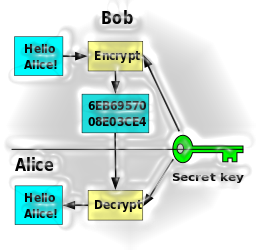 Bob
Hello
Alice!
Encrypt
6EB69570
08E03CE4
Alice
Secret key
Hello
Alice!
Decrypt